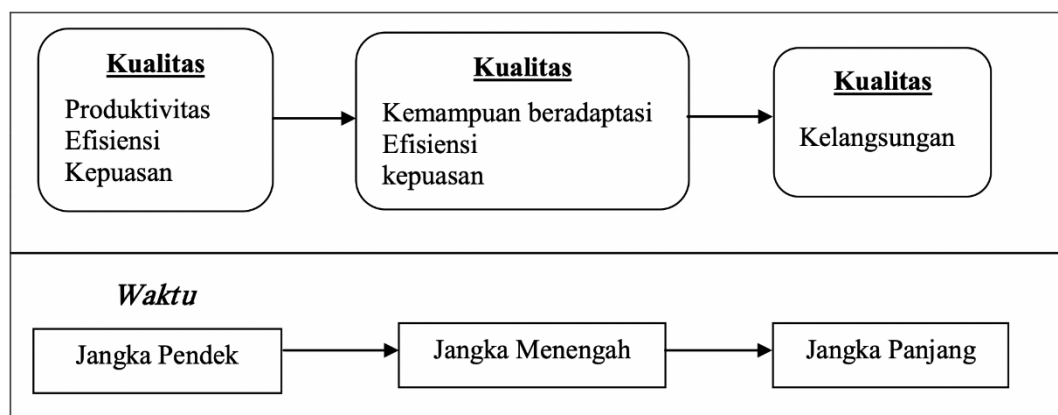 Kualitas
Produktivitas
Efisiensi
Kepuasan
Kualitas
Kemampuan beradaptasi
Efisiensi
kepuasan
Kualitas
Kelangsungan
Waktu
Jangka Pendek
Jangka Menengah
Jangka Panjang